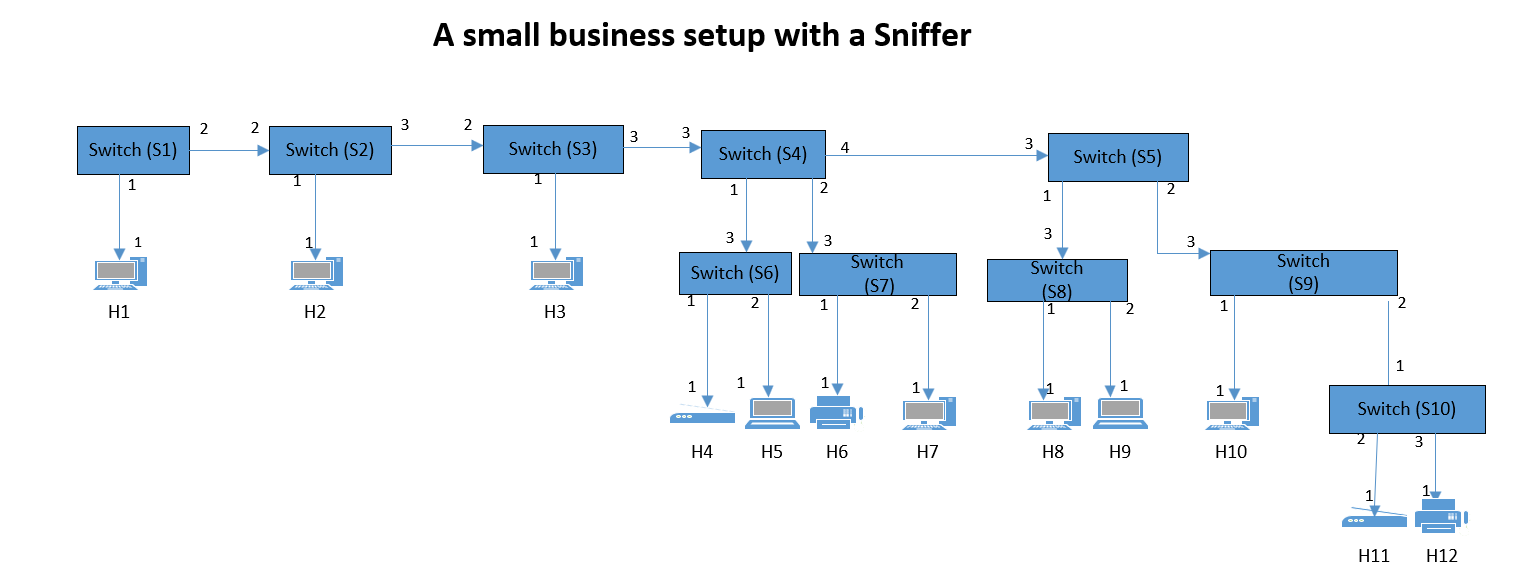 A small business setup with a Sniffer
Switch (S1)
2
2
Switch (S2)
3
2
Switch (S3)
3
3
Switch (S4)
4
3
Switch (S5)
1
1
1
1
2
1
2
1
1
1
3
3
3
3
Switch (S6)
Switch
(S7)
Switch
(S8)
Switch
(S9)
H1
H2
H3
1
2
1
2
1
2
1
2
1
1
1
1
1
1
1
1
Switch (S10)
H4
H5
H6
H7
H8
H9
H10
2
3
1
1
H11
H12